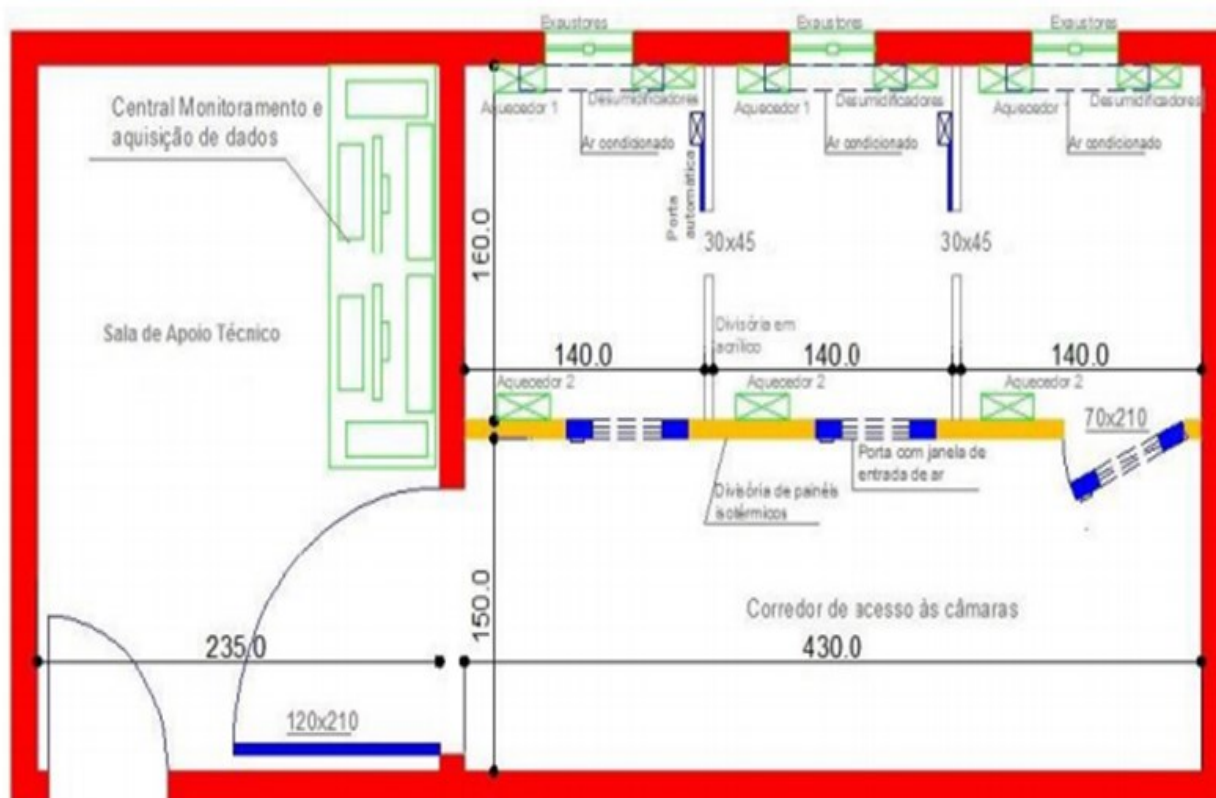 Exaustores
Exaustores
Exaustores
Central Monitoramento e
aquisição de dados
Aquecedor 1
Desumidificadores
Aquecedor 1
Desumidificadores
Aquecedor
Desumidificadores
Ar condicionado
Ar condicionado
Ar condicionado
Porta
automática
160.0
30x45
30x45
Sala de Apoio Técnico
Divisória em
acrílico
140.0
140.0
140.0
Aquecedor 2
Aquecedor 2
Aquecedor 2
70x210
Porta com janela de
entrada de ar
Divisória de painéis
isotérmicos
150.0
Corredor de acesso às câmaras
235.0
430.0
120x210